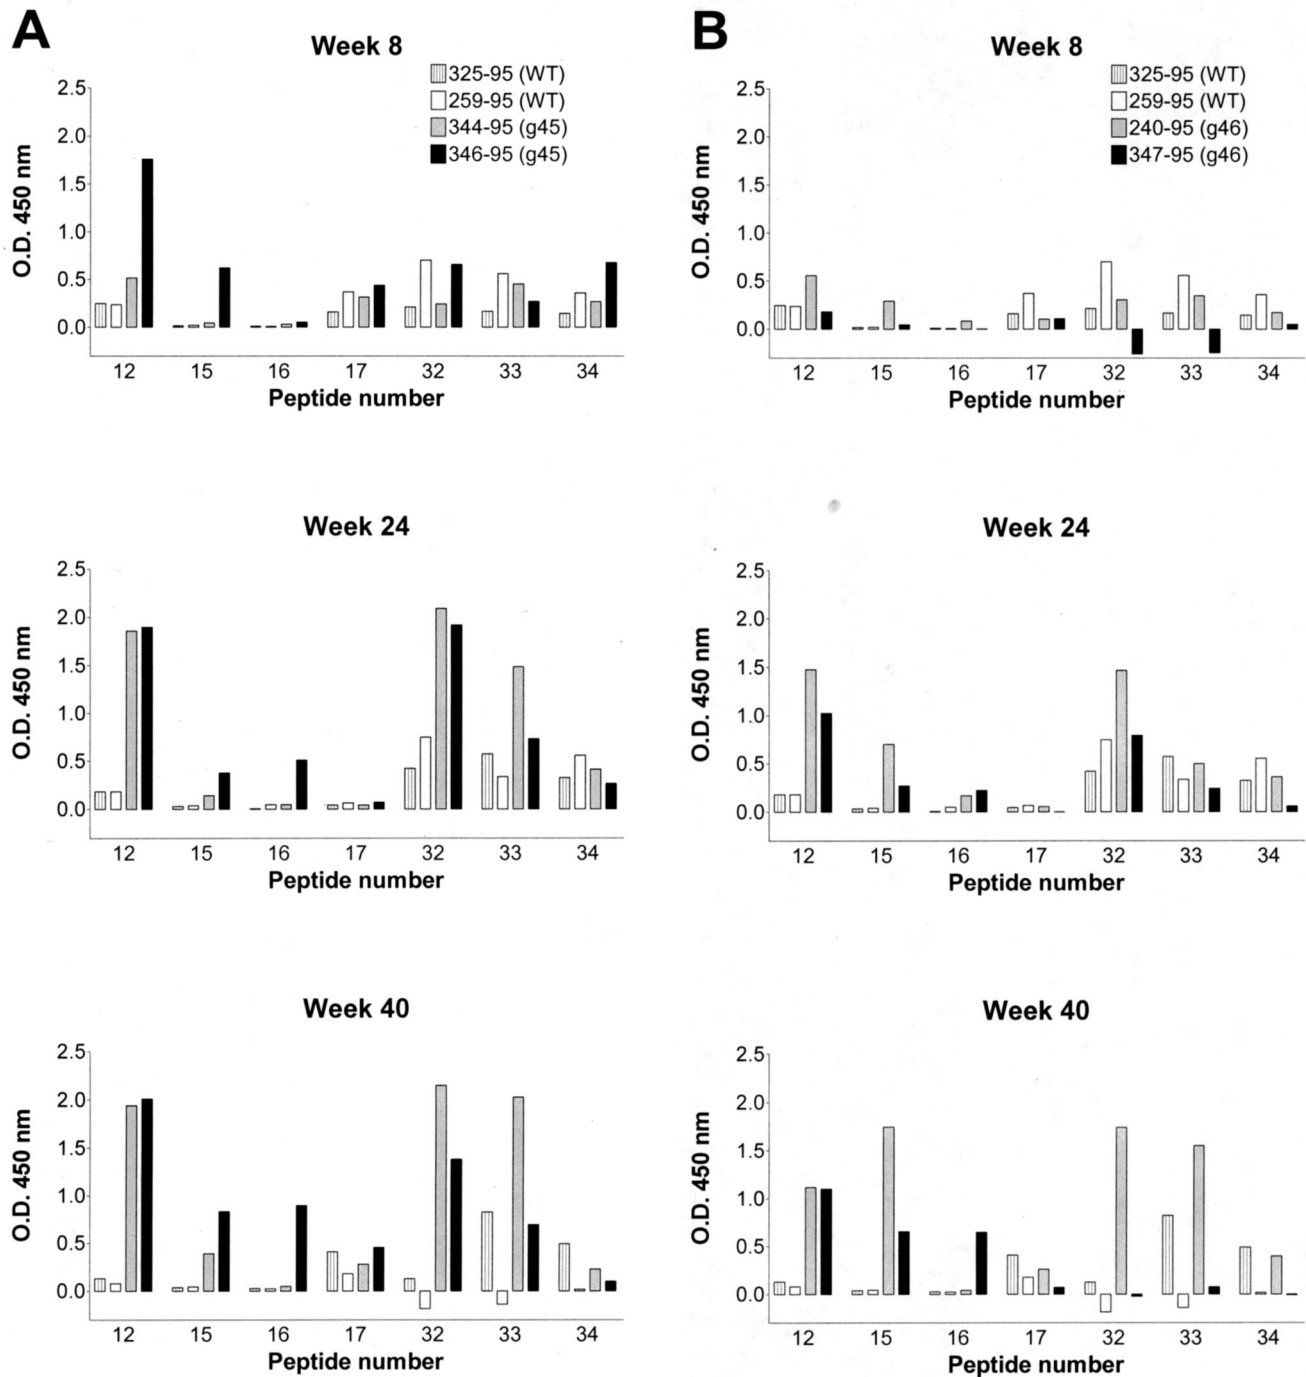 A
Week 8
325-95 (WT)
259-95 (WT)
344-95 (g45)
346-95 (g45)
O.D. 450 nm
2.5
2.0
1.5
1.0
0.5
0.0
12 15 16 17 32 33 34
Peptide number
Week 24
O.D. 450 nm
2.5
2.0
1.5
1.0
0.5
0.0
12 15 16 17 32 33 34
Peptide number
Week 40
O.D. 450 nm
2.5
2.0
1.5
1.0
0.5
0.0
12 15 16 17 32 33 34
Peptide number
B
Week 8
325-95 (WT)
259-95 (WT)
240-95 (g46)
347-95 (g46)
O.D. 450 nm
2.5
2.0
1.5
1.0
0.5
0.0
12 15 16 17 32 33 34
Peptide number
Week 24
O.D. 450 nm
2.5
2.0
1.5
1.0
0.5
0.0
12 15 16 17 32 33 34
Peptide number
Week 40
O.D. 450 nm
2.5
2.0
1.5
1.0
0.5
0.0
12 15 16 17 32 33 34
Peptide number